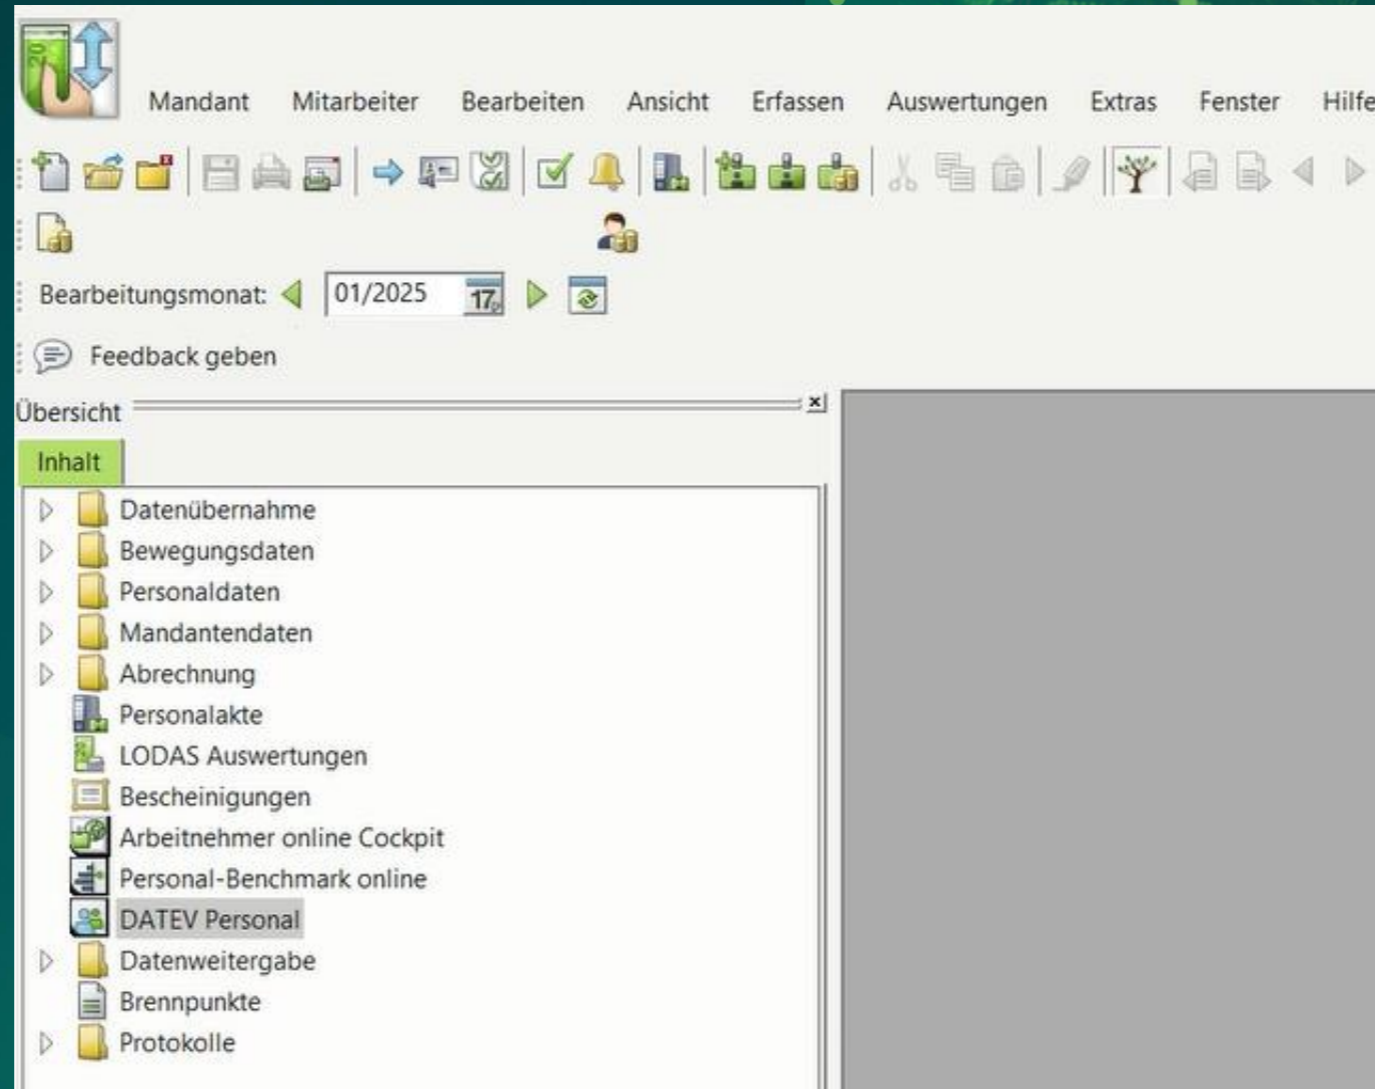 Mandant Mitarbeiter Bearbeiten Ansicht Erfassen Auswertungen Extras Fenster Hilfe
Bearbeitungsmonat: 01/2025 17
Feedback geben
Übersicht
Inhalt
Datenübernahme
Bewegungsdaten
Personaldaten
Mandantendaten
Abrechnung
Personalakte
LODAS Auswertungen
Bescheinigungen
Arbeitnehmer online Cockpit
Personal-Benchmark online
DATEV Personal
Datenweitergabe
Brennpunkte
Protokolle